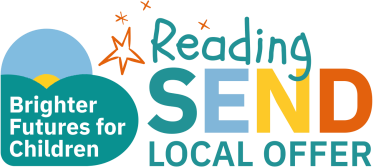 Brighter
Futures for
Children
Reading
SEND
LOCAL OFFER